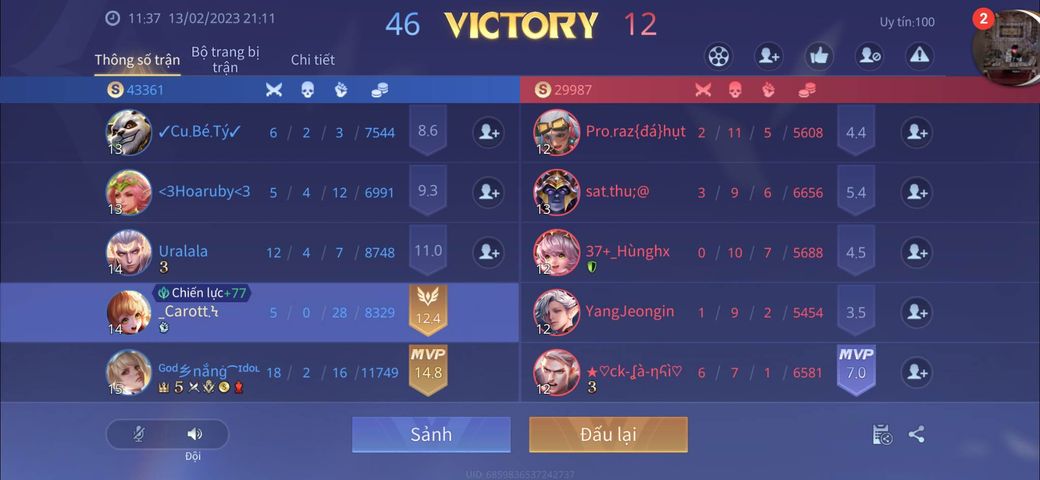 11:37 13/02/2023 21:11
46 VICTORY 12
Uy tín:100
2
Thông số trận
Bộ trang bị trận
Chi tiết
S 43361
S 29987
✓Cu.Bé.Tý✓ 6 / 2 / 3 / 7544 8.6
13
Pro.raz{đá}hụt 2 / 11 / 5 / 5608 4.4
12
<3Hoaruby<3 5 / 4 / 12 / 6991 9.3
13
sat.thu;@ 3 / 9 / 6 / 6656 5.4
13
Uralala 12 / 4 / 7 / 8748 11.0
14 3
37+_Hùnghx 0 / 10 / 7 / 5688 4.5
12
Chiến lực+77
_Carott.ϟ 5 / 0 / 28 / 8329 12.4
14
YangJeongin 1 / 9 / 2 / 5454 3.5
12
MVP
18 / 2 / 16 / 11749 14.8
15 5
MVP
6 / 7 / 1 / 6581 7.0
12 3
Đội
Sảnh
Đấu lại
UID: 6859836537242737